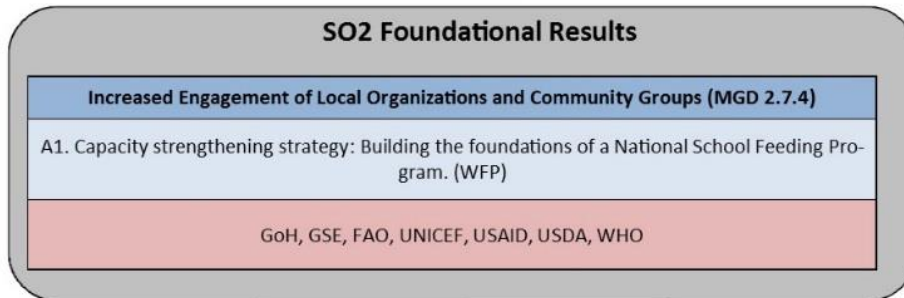 SO2 Foundational Results
Increased Engagement of Local Organizations and Community Groups (MGD 2.7.4)
A1. Capacity strengthening strategy: Building the foundations of a National School Feeding Pro-
gram. (WFP)
GoH, GSE, FAO, UNICEF, USAID, USDA, WHO